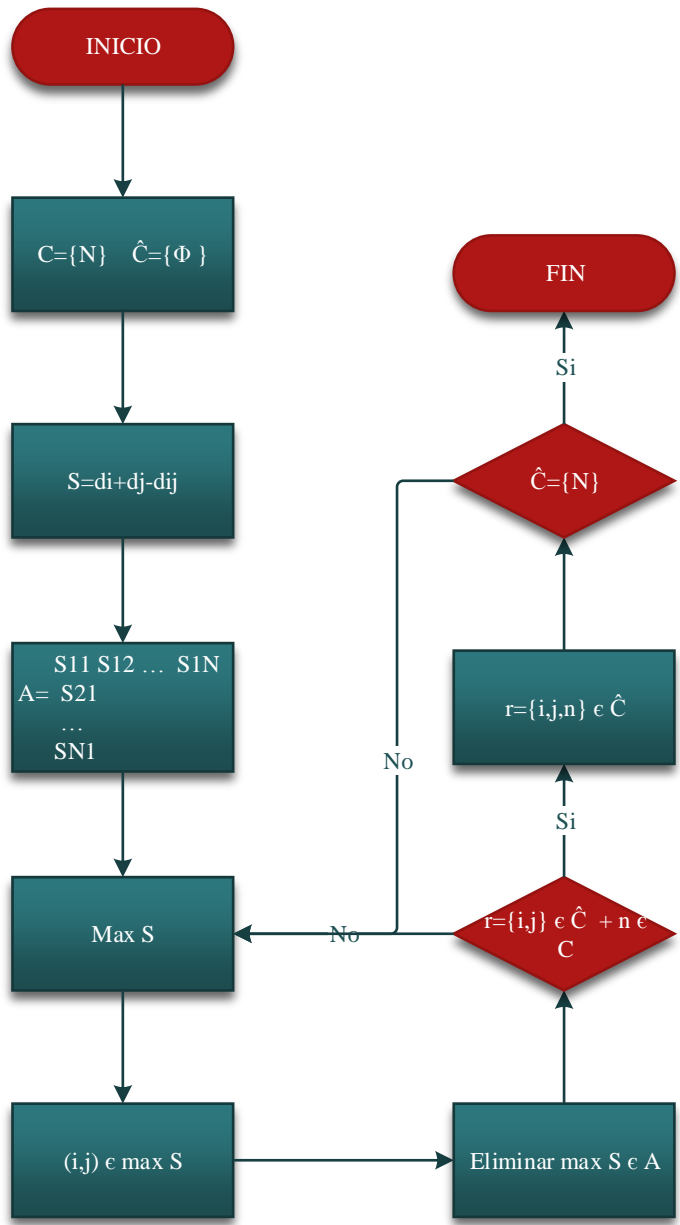 INICIO
C={N} Ĉ={Φ }
S=di+dj-dij
S11 S12 … S1N
A= S21
…
SN1
Max S
(i,j) є max S
Eliminar max S є A
r={i,j} є Ĉ + n є
C
No
Si
r={i,j,n} є Ĉ
Ĉ={N}
No
Si
FIN